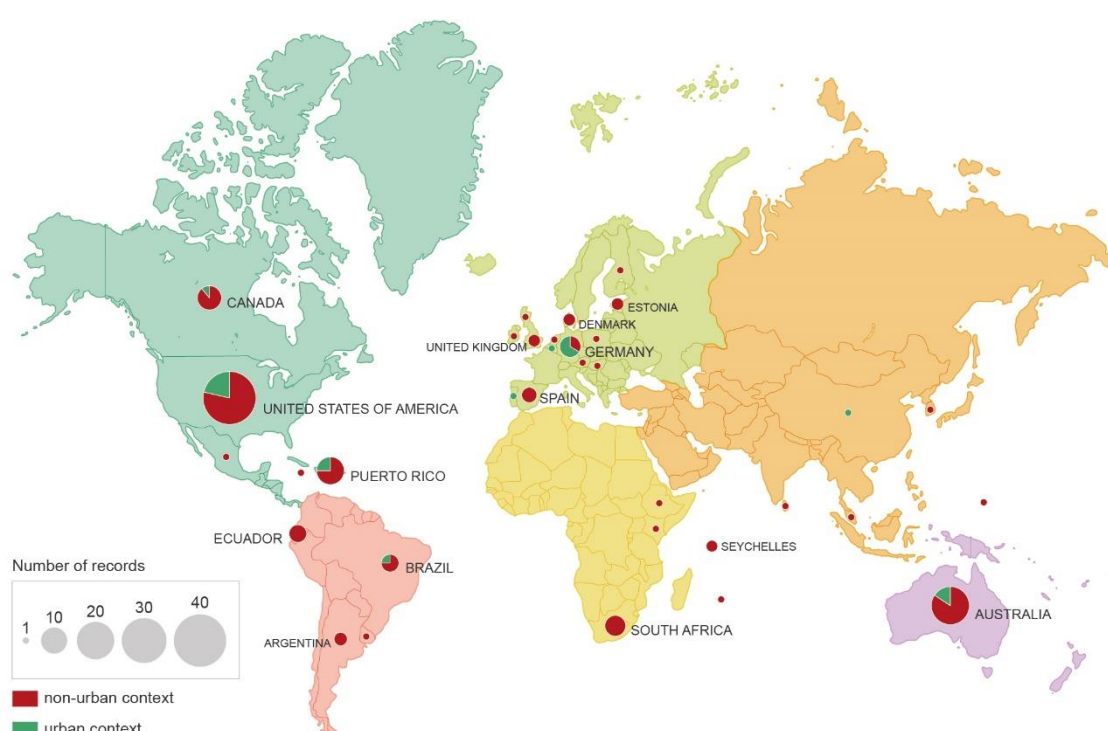 CANADA
UNITED STATES OF AMERICA
PUERTO RICO
ECUADOR
BRAZIL
ARGENTINA
ESTONIA
DENMARK
UNITED KINGDOM
GERMANY
SPAIN
SEYCHELLES
SOUTH AFRICA
AUSTRALIA
Number of records
1 10 20 30 40
non-urban context
urban context